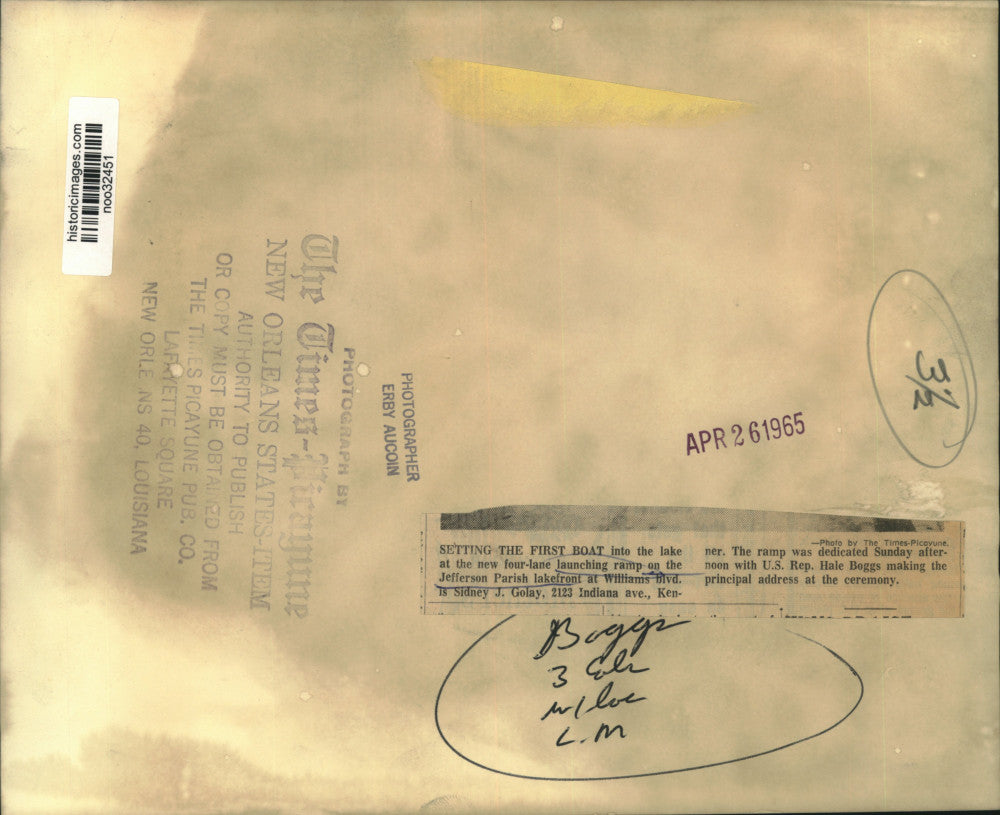 historicimages.com
noo32451
PHOTOGRAPH BY
The Times-Picayune
NEW ORLEANS STATES-ITEM
AUTHORITY TO PUBLISH
OR COPY MUST BE OBTAINED FROM
THE TIMES PICAYUNE PUB. CO.
LAFAYETTE SQUARE
NEW ORLE NS 40, LOUISIANA
PHOTOGRAPHER
ERBY AUCOIN
3½
APR 26 1965
—Photo by The Times-Picayune.
SETTING THE FIRST BOAT into the lake
at the new four-lane launching ramp on the
Jefferson Parish lakefront at Williams Blvd.
is Sidney J. Golay, 2123 Indiana ave., Ken-
ner. The ramp was dedicated Sunday after-
noon with U.S. Rep. Hale Boggs making the
principal address at the ceremony.
Boggs
3 Col
w/loc
L.M